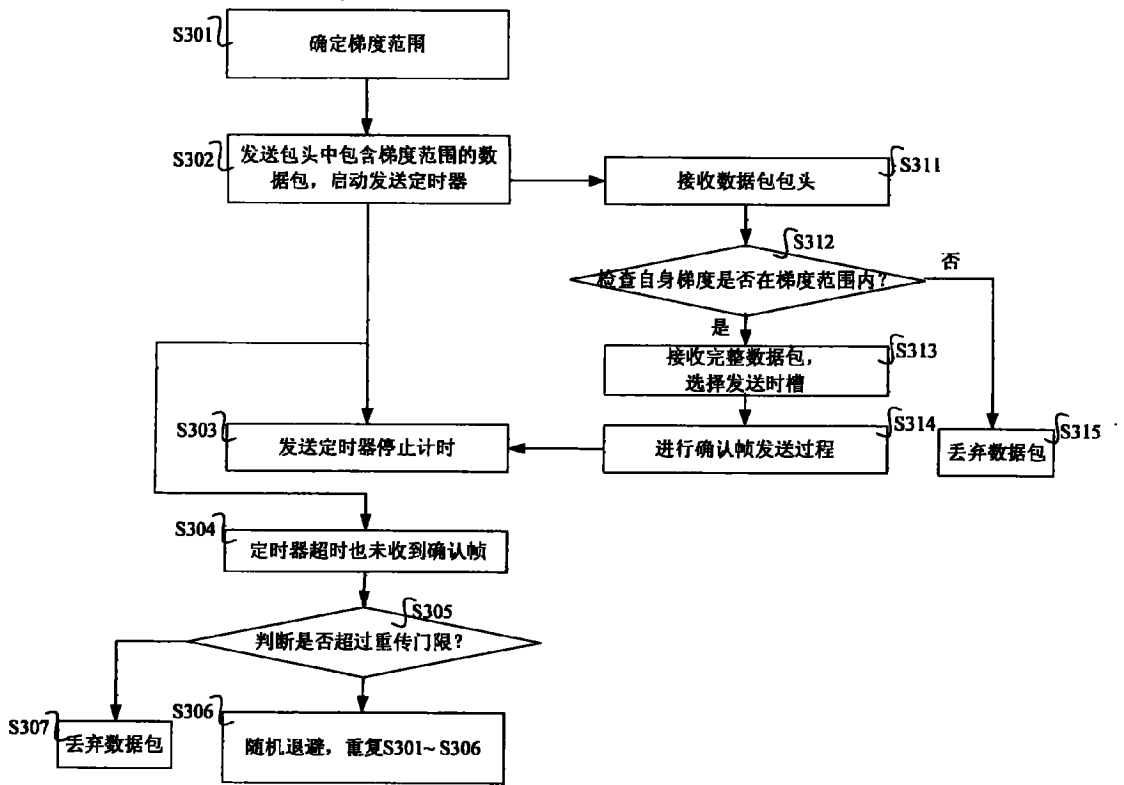 S301
确定梯度范围
S302
发送包头中包含梯度范围的数
据包，启动发送定时器
S311
接收数据包包头
S312
检查自身梯度是否在梯度范围内？
否
是
S313
接收完整数据包，
选择发送时槽
S303
发送定时器停止计时
S314
进行确认帧发送过程
S315
丢弃数据包
S304
定时器超时也未收到确认帧
S305
判断是否超过重传门限？
S307
丢弃数据包
S306
随机退避，重复S301~S306